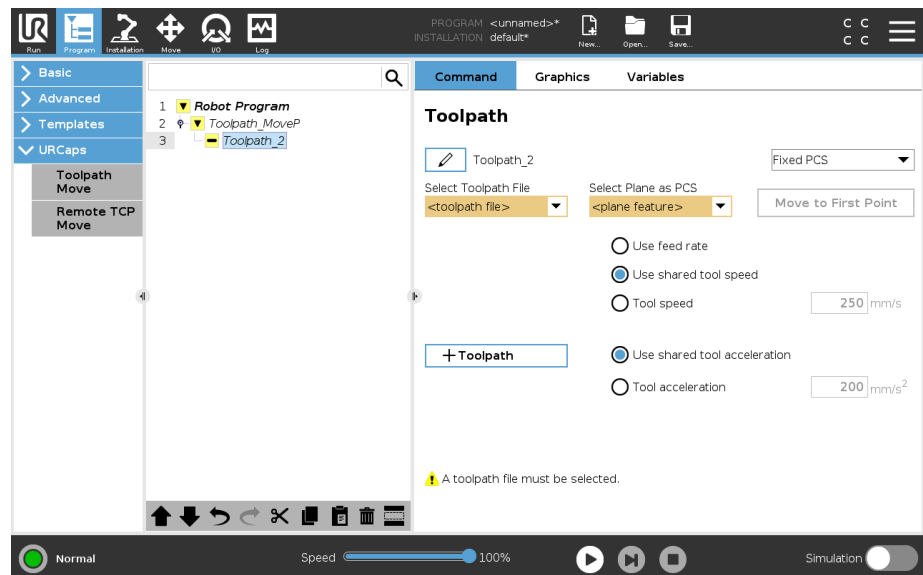 PROGRAM <unnamed>*
INSTALLATION default*
UR
Run
Program
Installation
Move
I/O
Log
New...
Open...
Save...
C C
C C
Basic
Advanced
Templates
URCaps
Toolpath
Move
Remote TCP
Move
1 Robot Program
2 Toolpath_MoveP
3 Toolpath_2
Command Graphics Variables
Toolpath
Toolpath_2
Fixed PCS
Select Toolpath File
<toolpath file>
Select Plane as PCS
<plane feature>
Move to First Point
Use feed rate
Use shared tool speed
Tool speed 250 mm/s
+Toolpath
Use shared tool acceleration
Tool acceleration 200 mm/s²
A toolpath file must be selected.
Normal
Speed 100%
Simulation